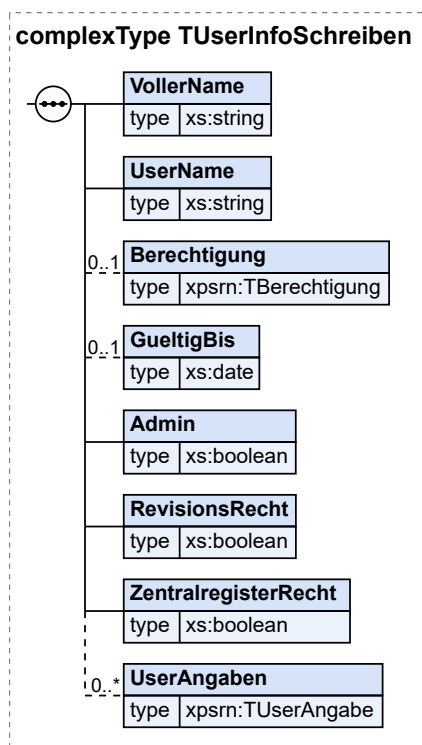 complexType TUserInfoSchreiben
VollerName
type xs:string
UserName
type xs:string
0..1 Berechtigung
type xpsrn:TBerechtigung
0..1 GueltigBis
type xs:date
Admin
type xs:boolean
RevisionsRecht
type xs:boolean
ZentralregisterRecht
type xs:boolean
0..* UserAngaben
type xpsrn:TUserAngabe